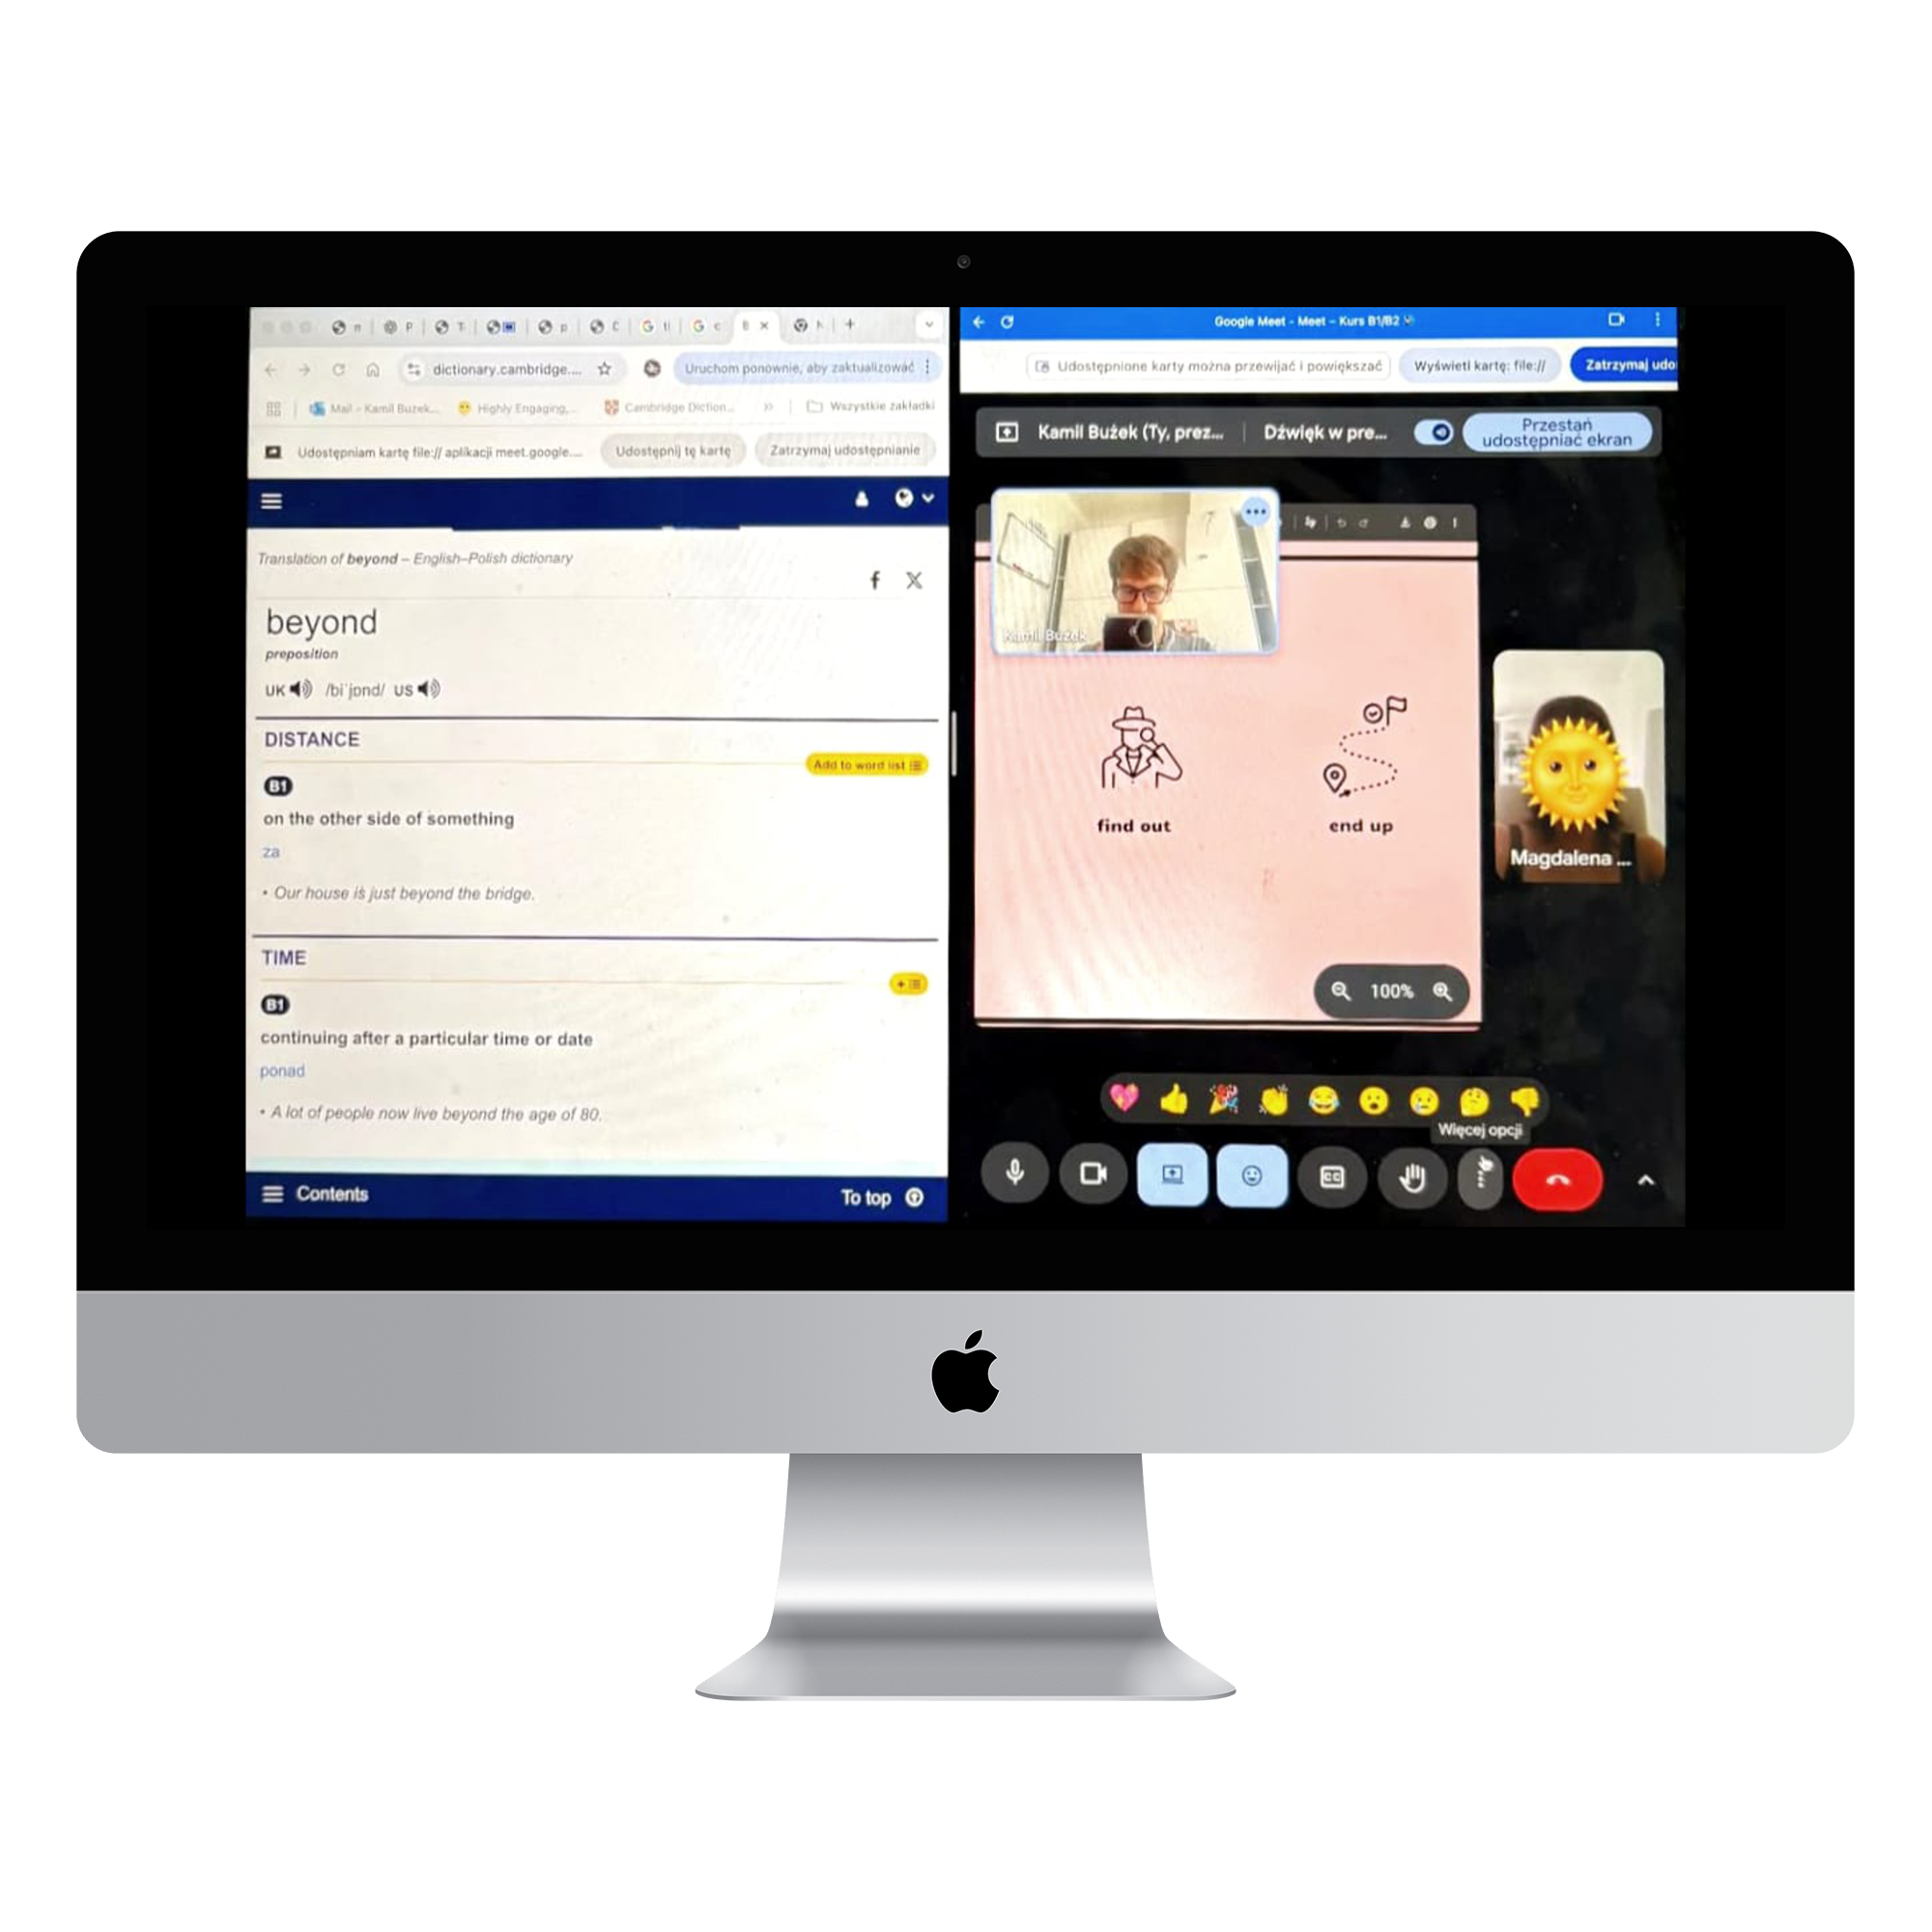 dictionary.cambridge....
Uruchom ponownie, aby zaktualizować
Mail – Kamil Buzek...
Highly Engaging,...
Cambridge Diction...
Wszystkie zakładki
Udostępniam kartę file:// aplikacji meet.google....
Udostępnij tę kartę
Zatrzymaj udostępnianie
Translation of beyond – English–Polish dictionary
beyond
preposition
UK /biˈjɒnd/ US
DISTANCE
Add to word list
B1
on the other side of something
za
• Our house is just beyond the bridge.
TIME
B1
continuing after a particular time or date
ponad
• A lot of people now live beyond the age of 80.
Contents
To top
Google Meet - Meet – Kurs B1/B2
Udostępnione karty można przewijać i powiększać
Wyświetl kartę: file://
Zatrzymaj udo
Kamil Bużek (Ty, prez...
Dźwięk w pre...
Przestań
udostępniać ekran
Kamil Bużek
find out
end up
Magdalena ...
100%
Więcej opcji
CC